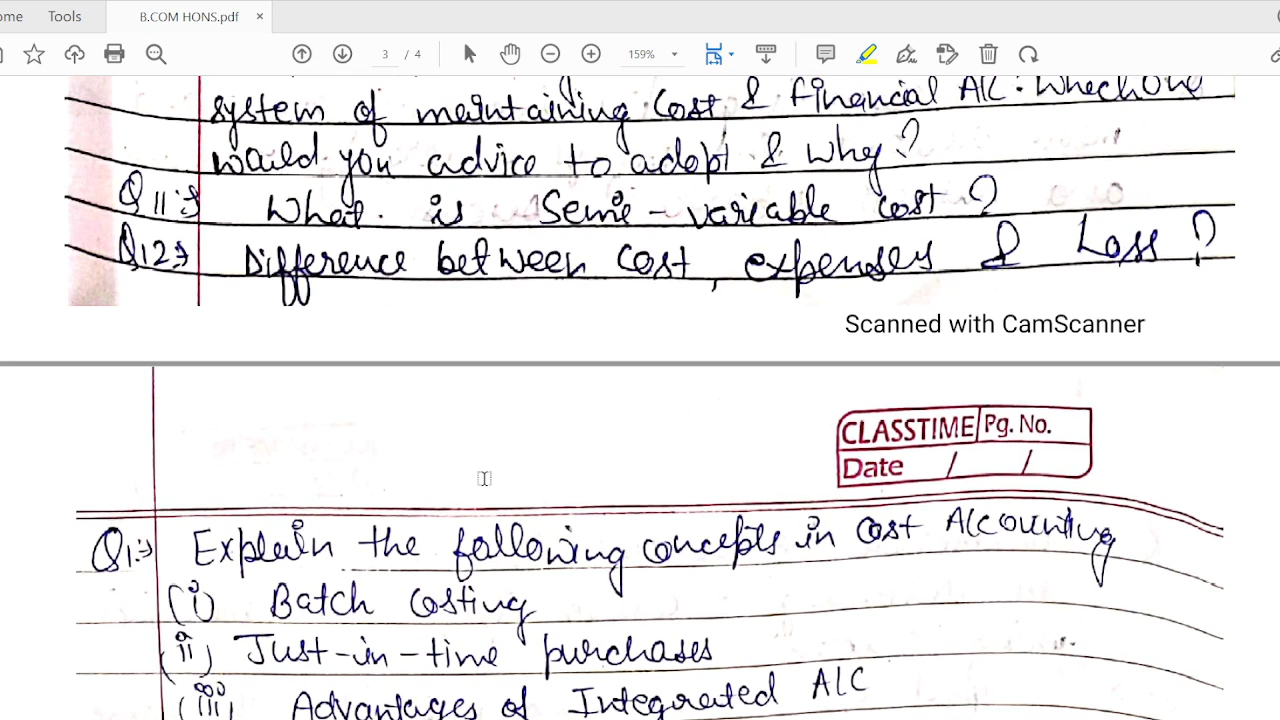 ome Tools B.COM HONS.pdf ×
3 / 4 159%
system of maintaining Cost & financial A/c. Which one
would you advice to adopt & why?
Q11:→ What is Semi-variable cost?
Q12:→ Difference between cost, expenses & Loss?
Scanned with CamScanner
CLASSTIME Pg. No.
Date / /
Q1:→ Explain the following concepts in cost Accounting
(i) Batch costing
(ii) Just-in-time purchases
(iii) Advantages of Integrated A/c